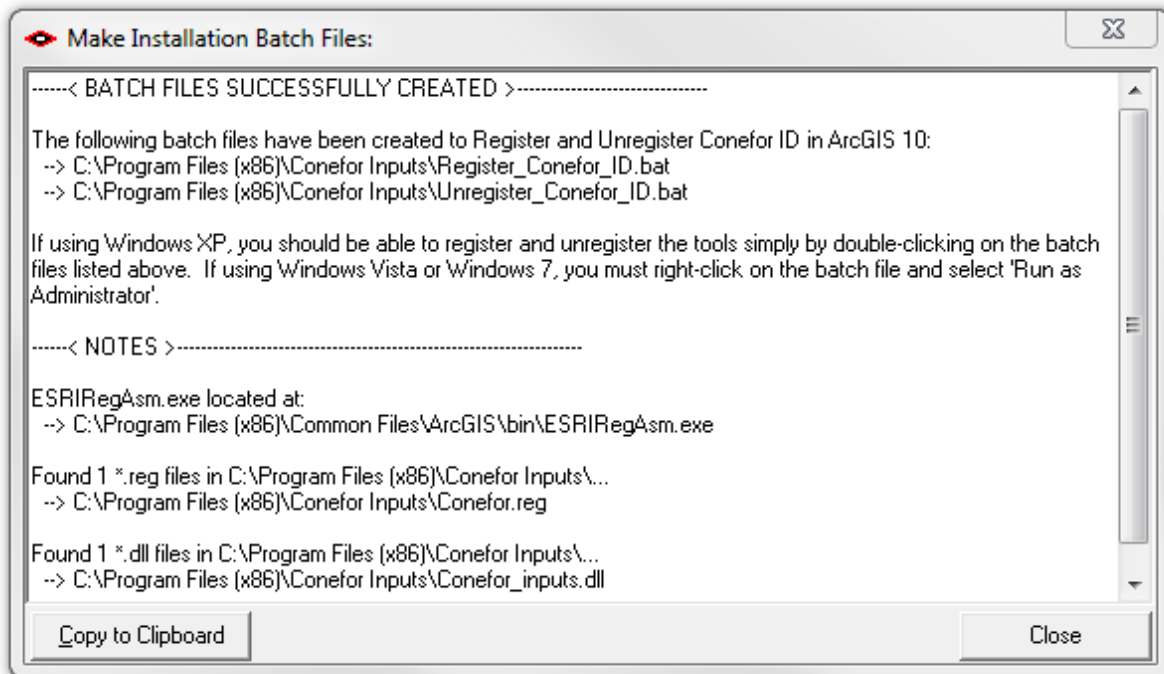 Make Installation Batch Files:
------< BATCH FILES SUCCESSFULLY CREATED >--------------------------------
The following batch files have been created to Register and Unregister Conefor ID in ArcGIS 10:
--> C:\Program Files (x86)\Conefor Inputs\Register_Conefor_ID.bat
--> C:\Program Files (x86)\Conefor Inputs\Unregister_Conefor_ID.bat
If using Windows XP, you should be able to register and unregister the tools simply by double-clicking on the batch
files listed above.  If using Windows Vista or Windows 7, you must right-click on the batch file and select 'Run as
Administrator'.
------< NOTES >--------------------------------------------------------------------
ESRIRegAsm.exe located at:
--> C:\Program Files (x86)\Common Files\ArcGIS\bin\ESRIRegAsm.exe
Found 1 *.reg files in C:\Program Files (x86)\Conefor Inputs\...
--> C:\Program Files (x86)\Conefor Inputs\Conefor.reg
Found 1 *.dll files in C:\Program Files (x86)\Conefor Inputs\...
--> C:\Program Files (x86)\Conefor Inputs\Conefor_inputs.dll
Copy to Clipboard
Close